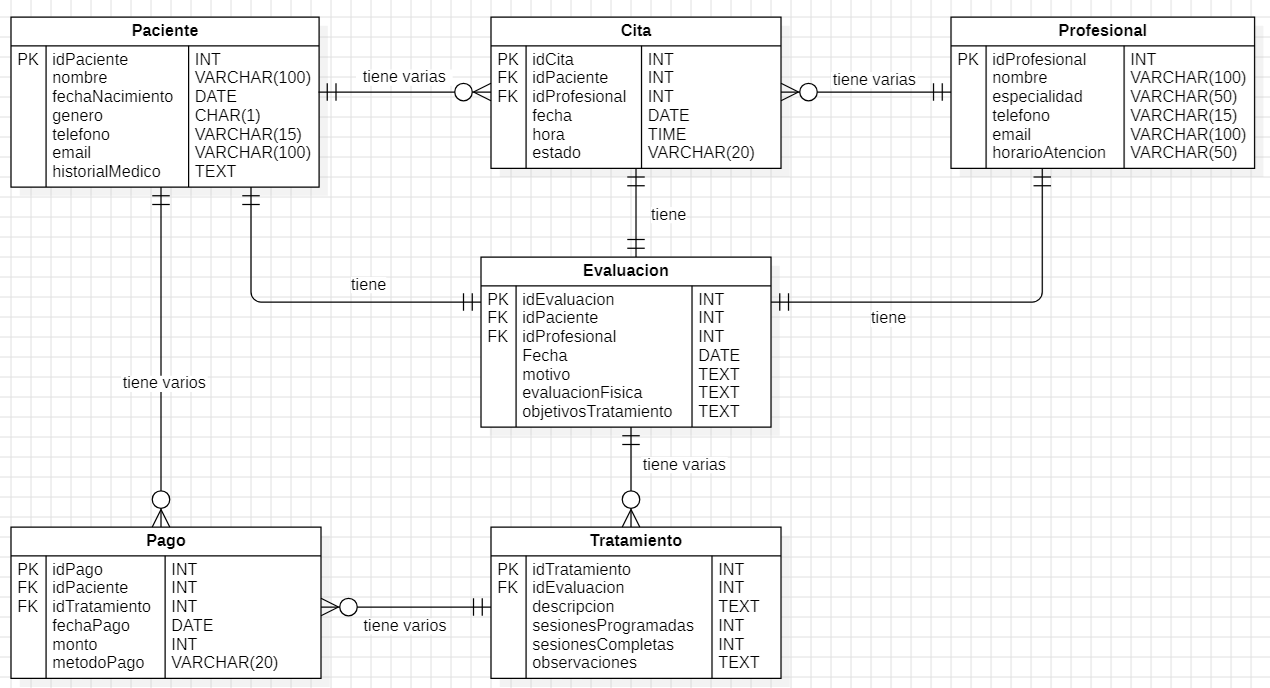 Paciente
PK idPaciente INT
nombre VARCHAR(100)
fechaNacimiento DATE
genero CHAR(1)
telefono VARCHAR(15)
email VARCHAR(100)
historialMedico TEXT
tiene varias
Cita
PK idCita INT
FK idPaciente INT
FK idProfesional INT
fecha DATE
hora TIME
estado VARCHAR(20)
tiene varias
Profesional
PK idProfesional INT
nombre VARCHAR(100)
especialidad VARCHAR(50)
telefono VARCHAR(15)
email VARCHAR(100)
horarioAtencion VARCHAR(50)
tiene
tiene
Evaluacion
PK idEvaluacion INT
FK idPaciente INT
FK idProfesional INT
Fecha DATE
motivo TEXT
evaluacionFisica TEXT
objetivosTratamiento TEXT
tiene
tiene varios
tiene varias
Pago
PK idPago INT
FK idPaciente INT
FK idTratamiento INT
fechaPago DATE
monto INT
metodoPago VARCHAR(20)
tiene varios
Tratamiento
PK idTratamiento INT
FK idEvaluacion INT
descripcion TEXT
sesionesProgramadas INT
sesionesCompletas INT
observaciones TEXT